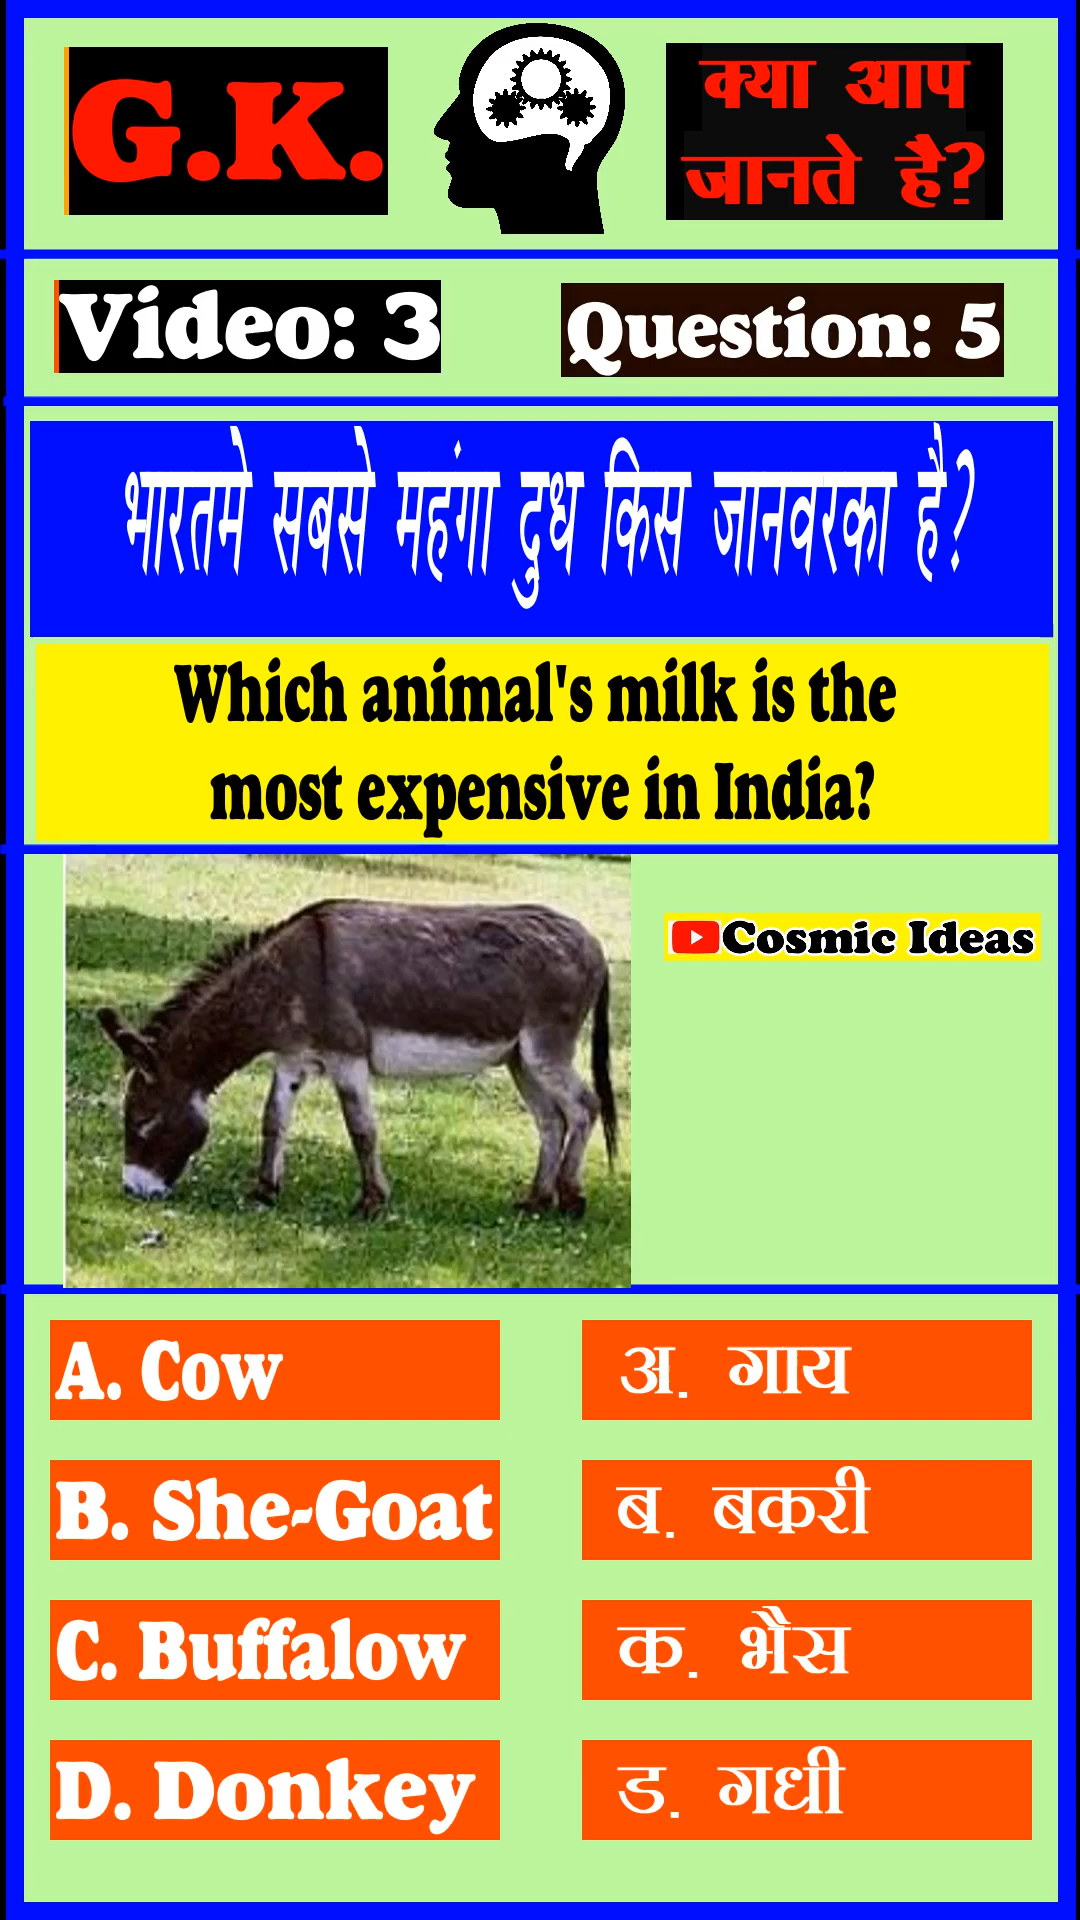 G.K.
क्या आप
जानते है?
Video: 3
Question: 5
भारतमे सबसे महंगा दुध किस जानवरका है?
Which animal's milk is the
most expensive in India?
Cosmic Ideas
A. Cow
अ. गाय
B. She-Goat
ब. बकरी
C. Buffalow
क. भैस
D. Donkey
ड. गधी